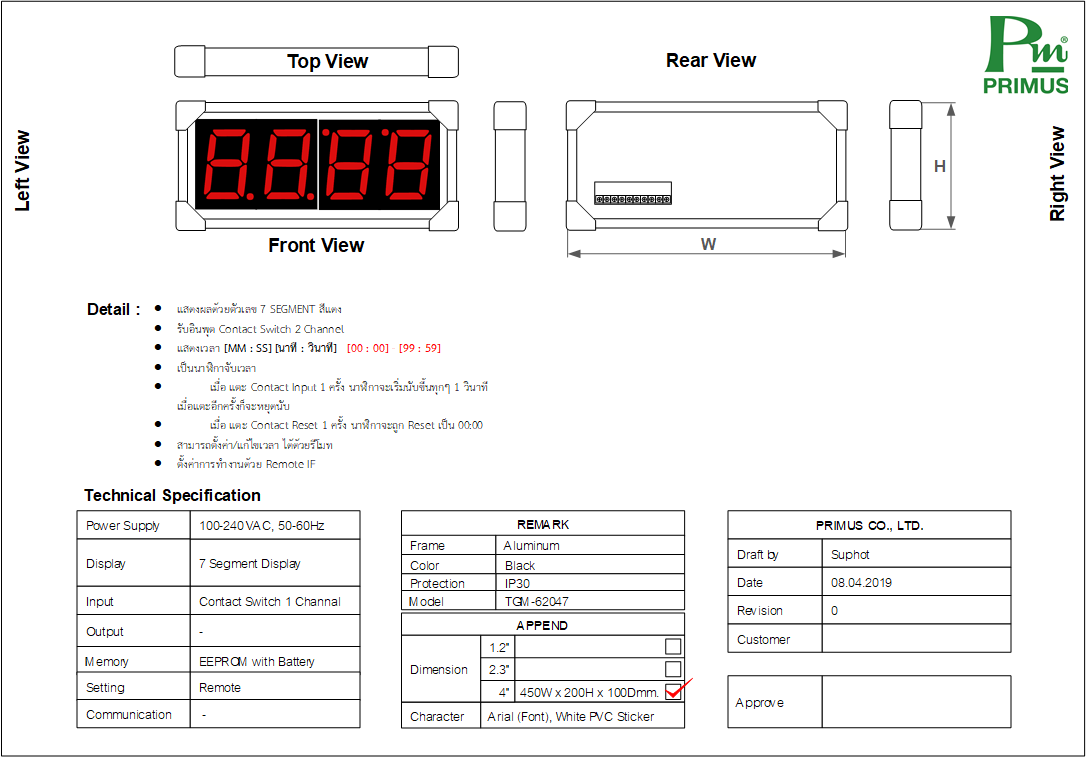 Pm®
PRIMUS
Top View
Rear View
Left View
Right View
88.88
H
W
Front View
Detail :
● แสดงผลด้วยตัวเลข 7 SEGMENT สีแดง
● รับอินพุต Contact Switch 2 Channel
● แสดงเวลา [MM : SS] [นาที : วินาที] [00 : 00] - [99 : 59]
● เป็นนาฬิกาจับเวลา
● เมื่อ แตะ Contact Input 1 ครั้ง นาฬิกาจะเริ่มนับขึ้นทุกๆ 1 วินาที
เมื่อแตะอีกครั้งก็จะหยุดนับ
● เมื่อ แตะ Contact Reset 1 ครั้ง นาฬิกาจะถูก Reset เป็น 00:00
● สามารถตั้งค่า/แก้ไขเวลา ได้ด้วยรีโมท
● ตั้งค่าการทำงานด้วย Remote IF
Technical Specification
Power Supply 100-240VAC, 50-60Hz
Display 7 Segment Display
Input Contact Switch 1 Channel
Output -
Memory EEPROM with Battery
Setting Remote
Communication -
REMARK
Frame Aluminum
Color Black
Protection IP30
Model TGM-62047
APPEND
Dimension
1.2"
2.3"
4" 450W x 200H x 100Dmm.
Character Arial (Font), White PVC Sticker
PRIMUS CO., LTD.
Draft by Suphot
Date 08.04.2019
Revision 0
Customer
Approve